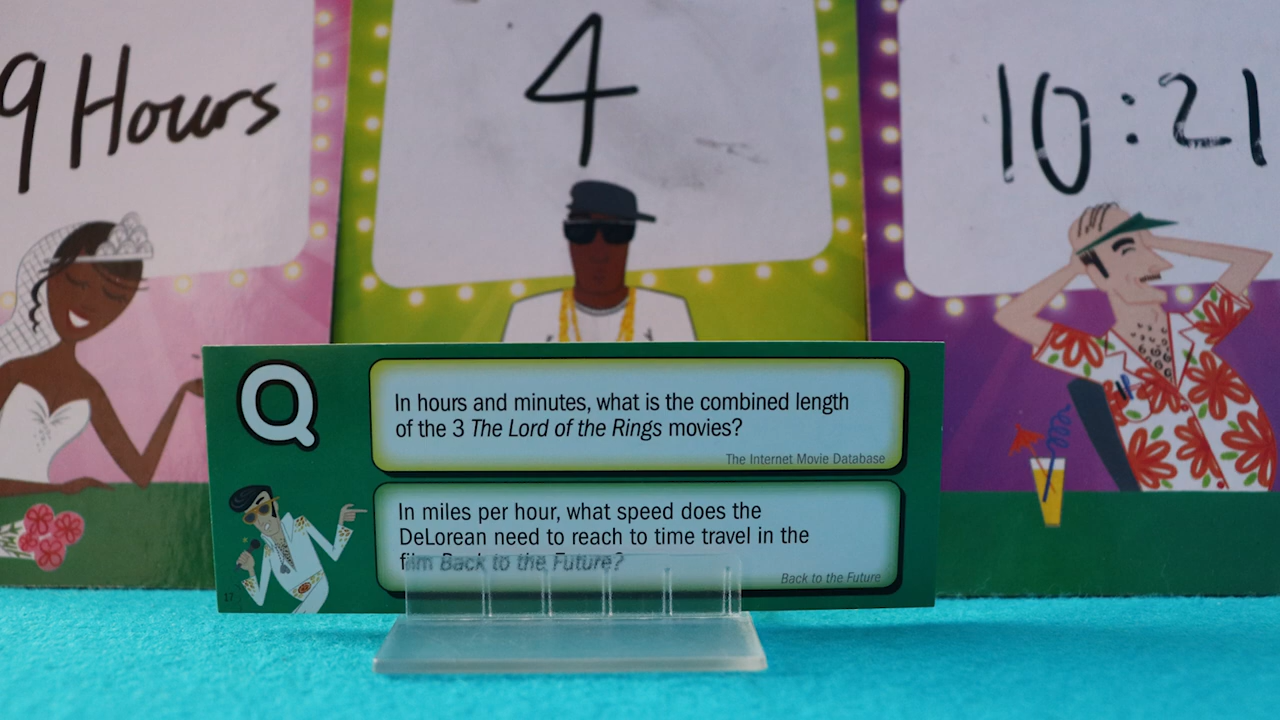 9 Hours
4
10:21
Q
In hours and minutes, what is the combined length
of the 3 The Lord of the Rings movies?
The Internet Movie Database
In miles per hour, what speed does the
DeLorean need to reach to time travel in the
film Back to the Future?
Back to the Future
17